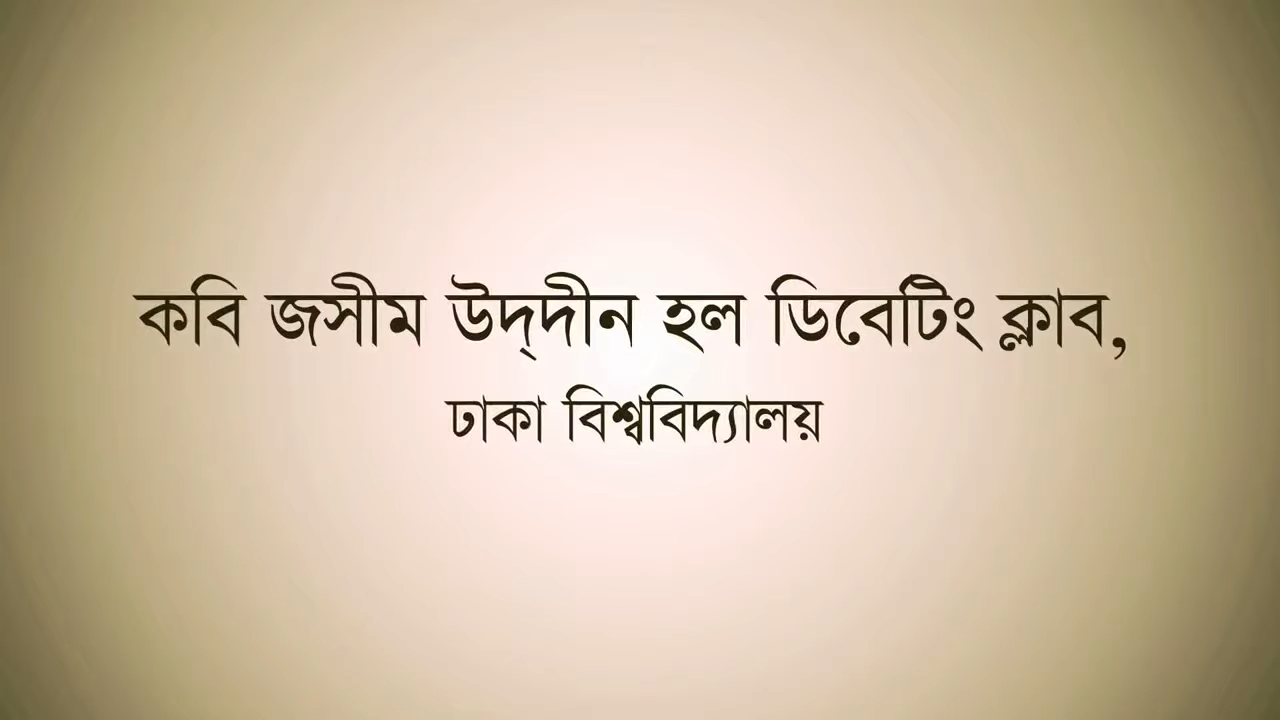 কবি জসীম উদ্‌দীন হল ডিবেটিং ক্লাব,
ঢাকা বিশ্ববিদ্যালয়